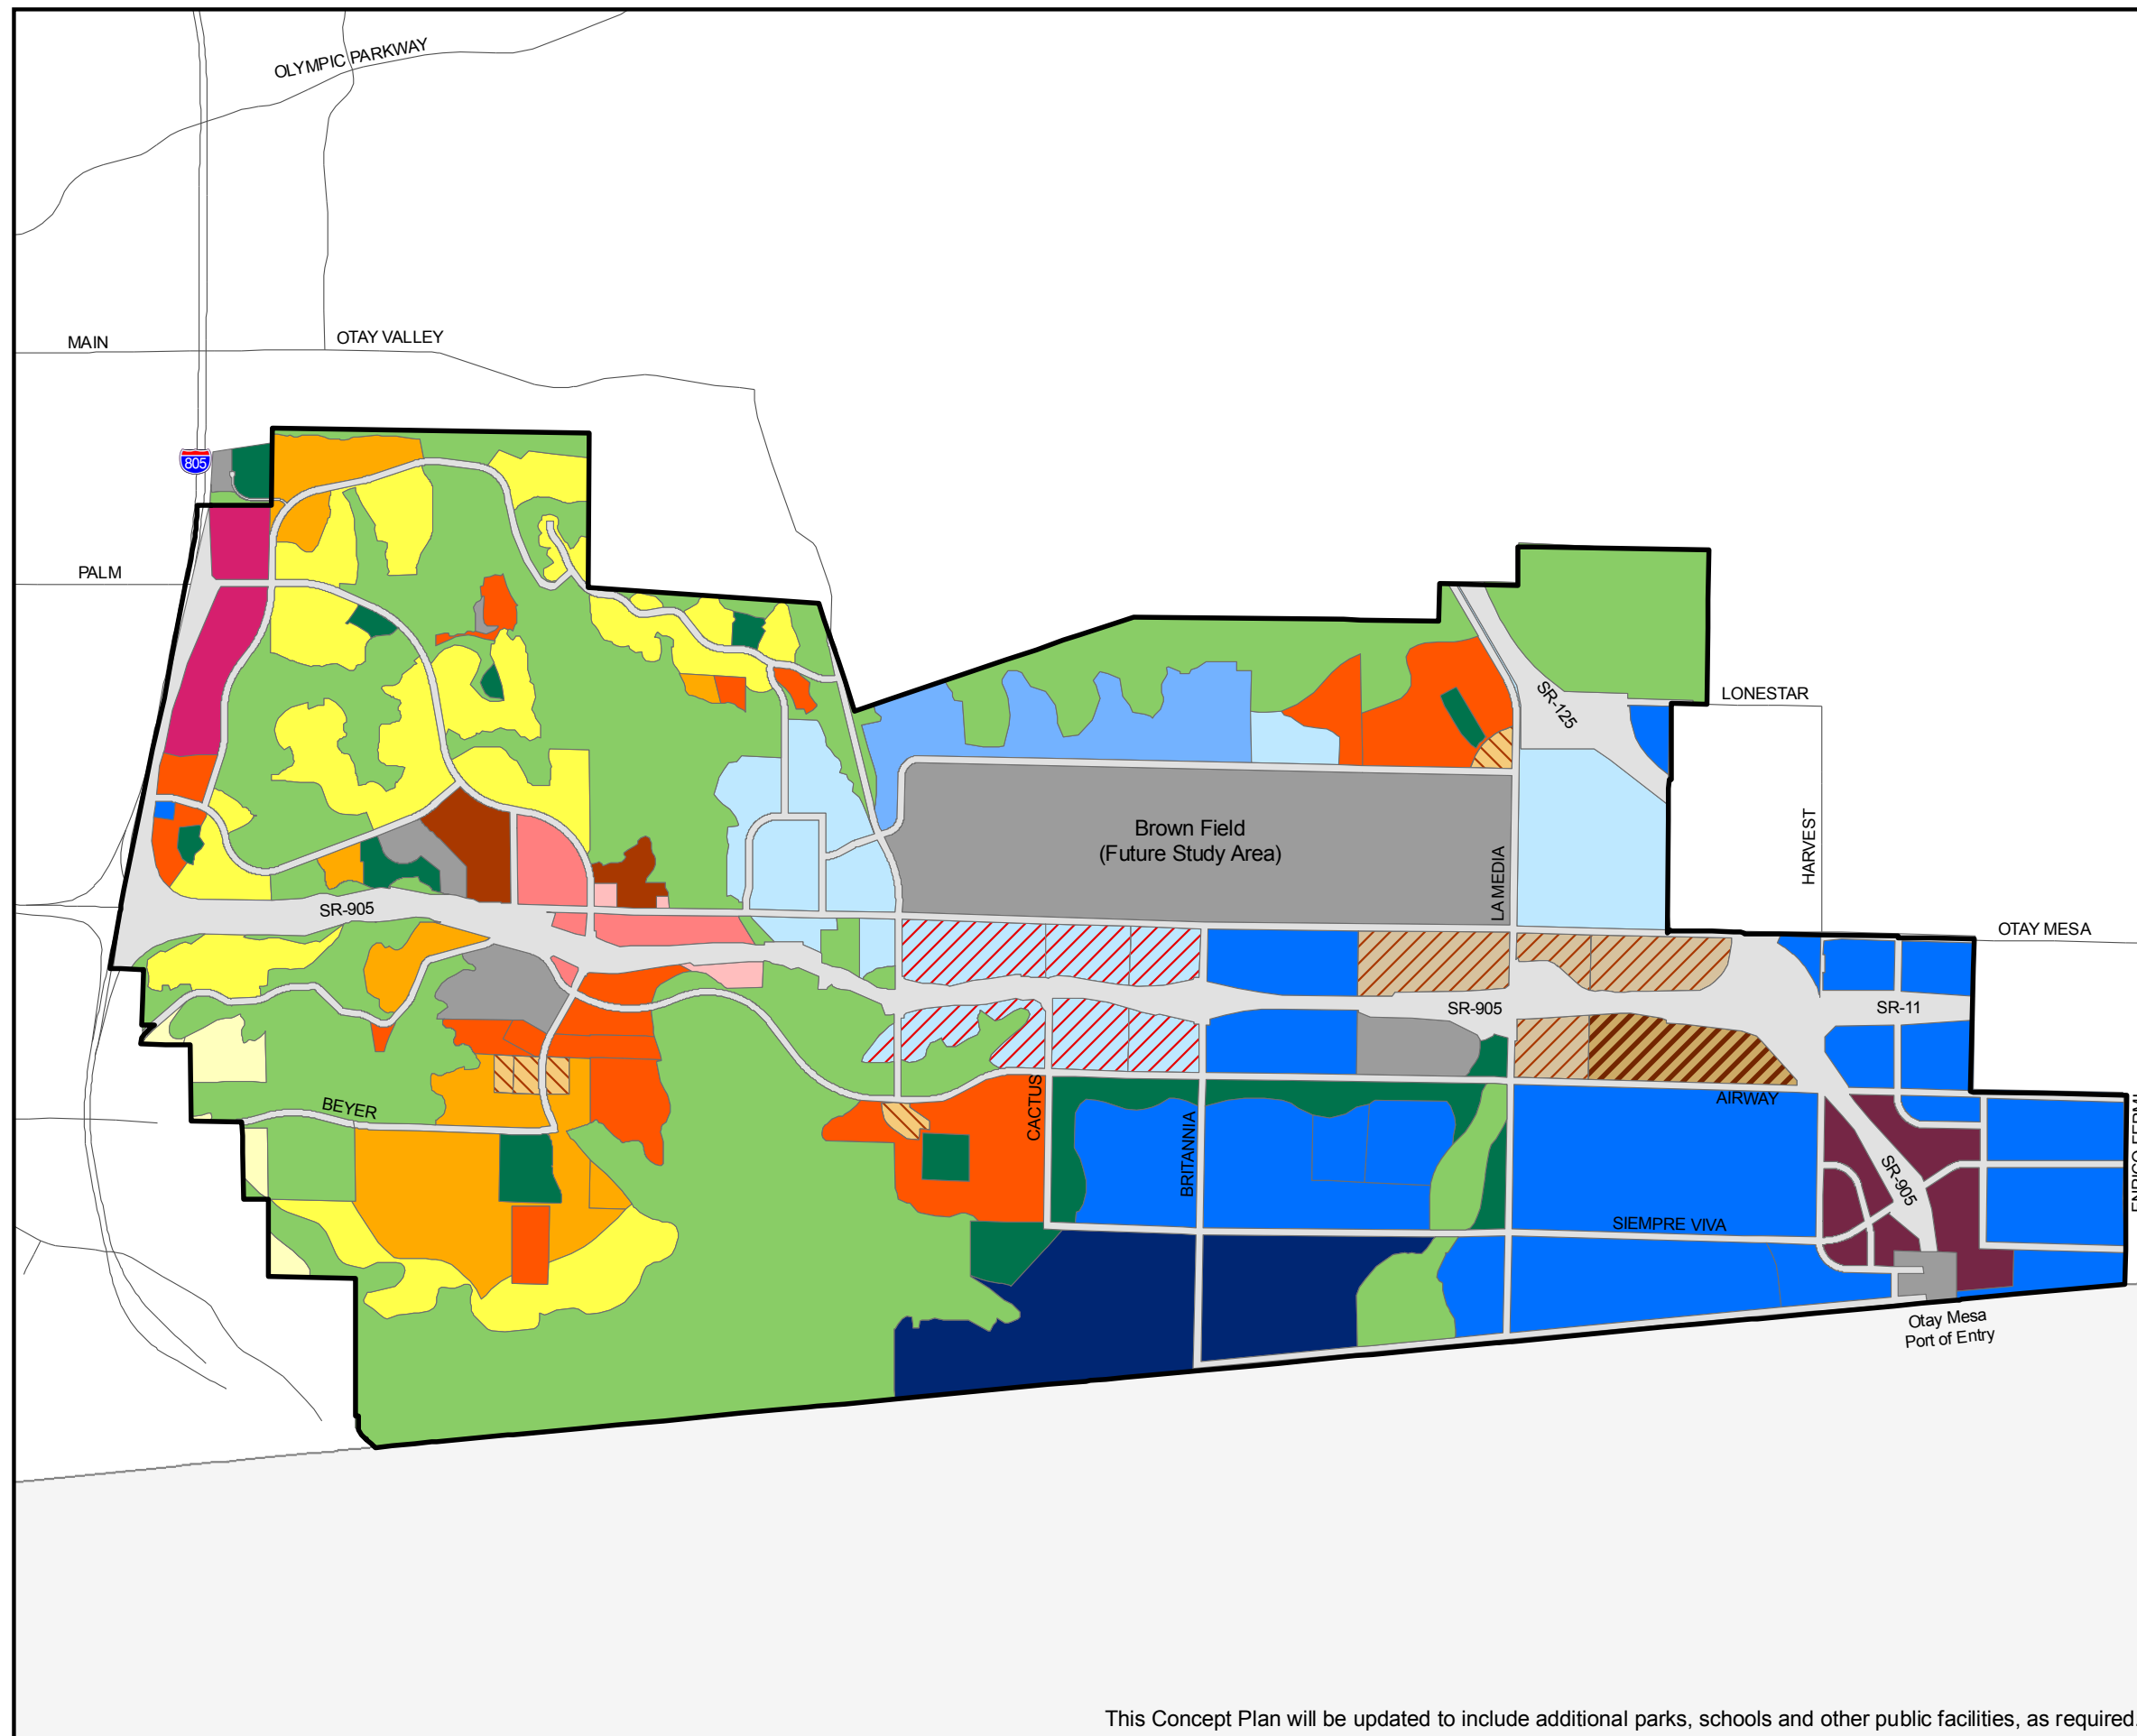 OLYMPIC PARKWAY
MAIN
OTAY VALLEY
805
PALM
LONESTAR
SR-125
Brown Field
(Future Study Area)
LA MEDIA
HARVEST
SR-905
OTAY MESA
SR-905
SR-11
CACTUS
BEYER
BRITANNIA
AIRWAY
ENRICO FERMI
SR-905
SIEMPRE VIVA
Otay Mesa
Port of Entry
This Concept Plan will be updated to include additional parks, schools and other public facilities, as required